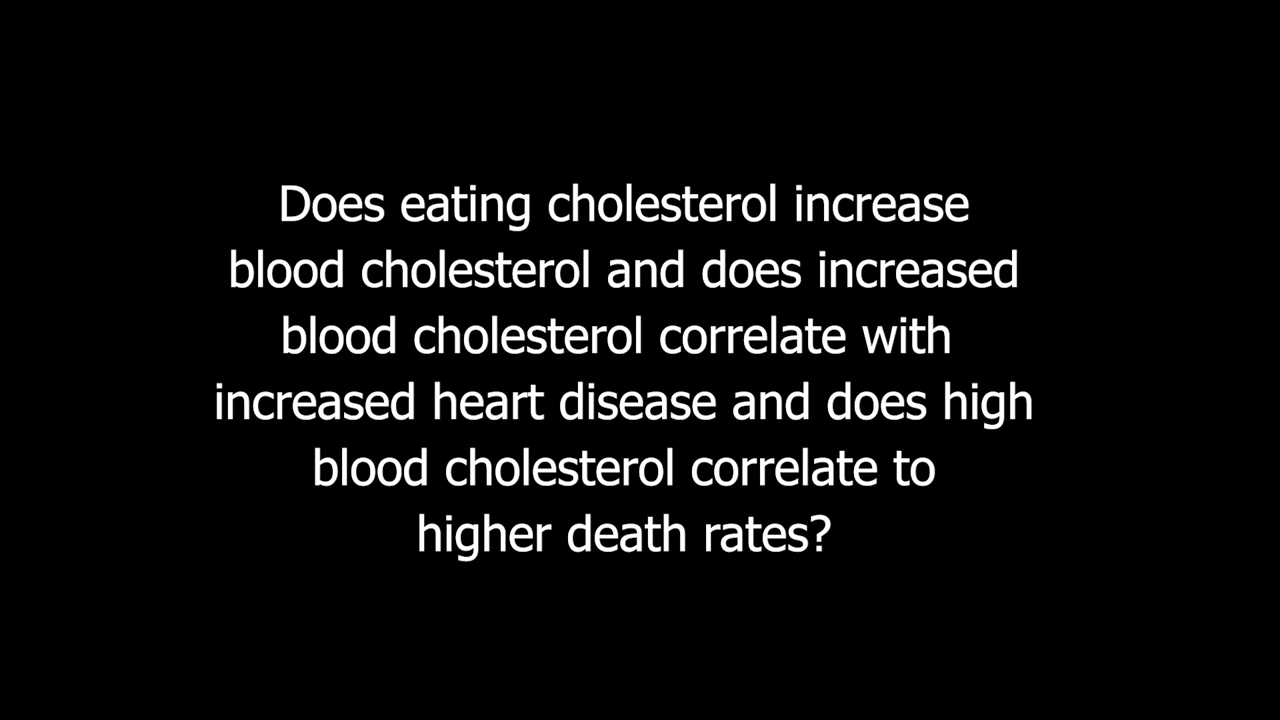 Does eating cholesterol increase
blood cholesterol and does increased
blood cholesterol correlate with
increased heart disease and does high
blood cholesterol correlate to
higher death rates?